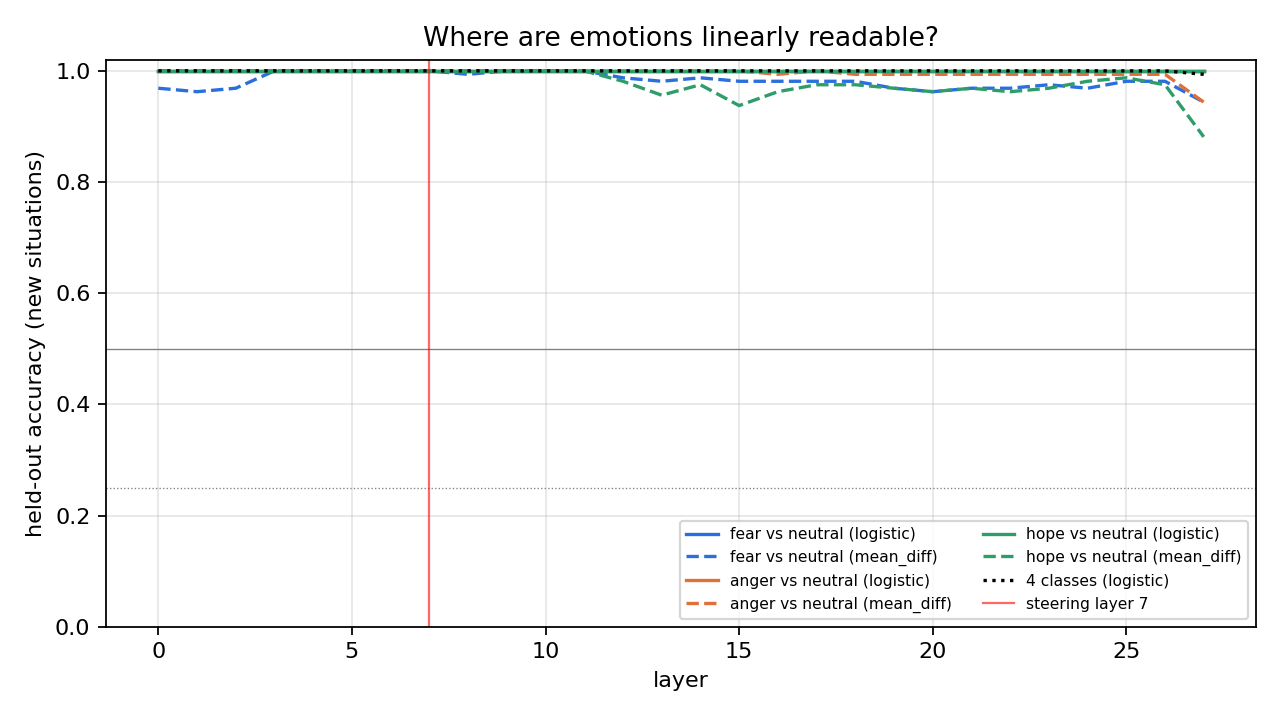 Where are emotions linearly readable?
held-out accuracy (new situations)
1.0
0.8
0.6
0.4
0.2
0.0
fear vs neutral (logistic)
fear vs neutral (mean_diff)
anger vs neutral (logistic)
anger vs neutral (mean_diff)
hope vs neutral (logistic)
hope vs neutral (mean_diff)
4 classes (logistic)
steering layer 7
0 5 10 15 20 25
layer